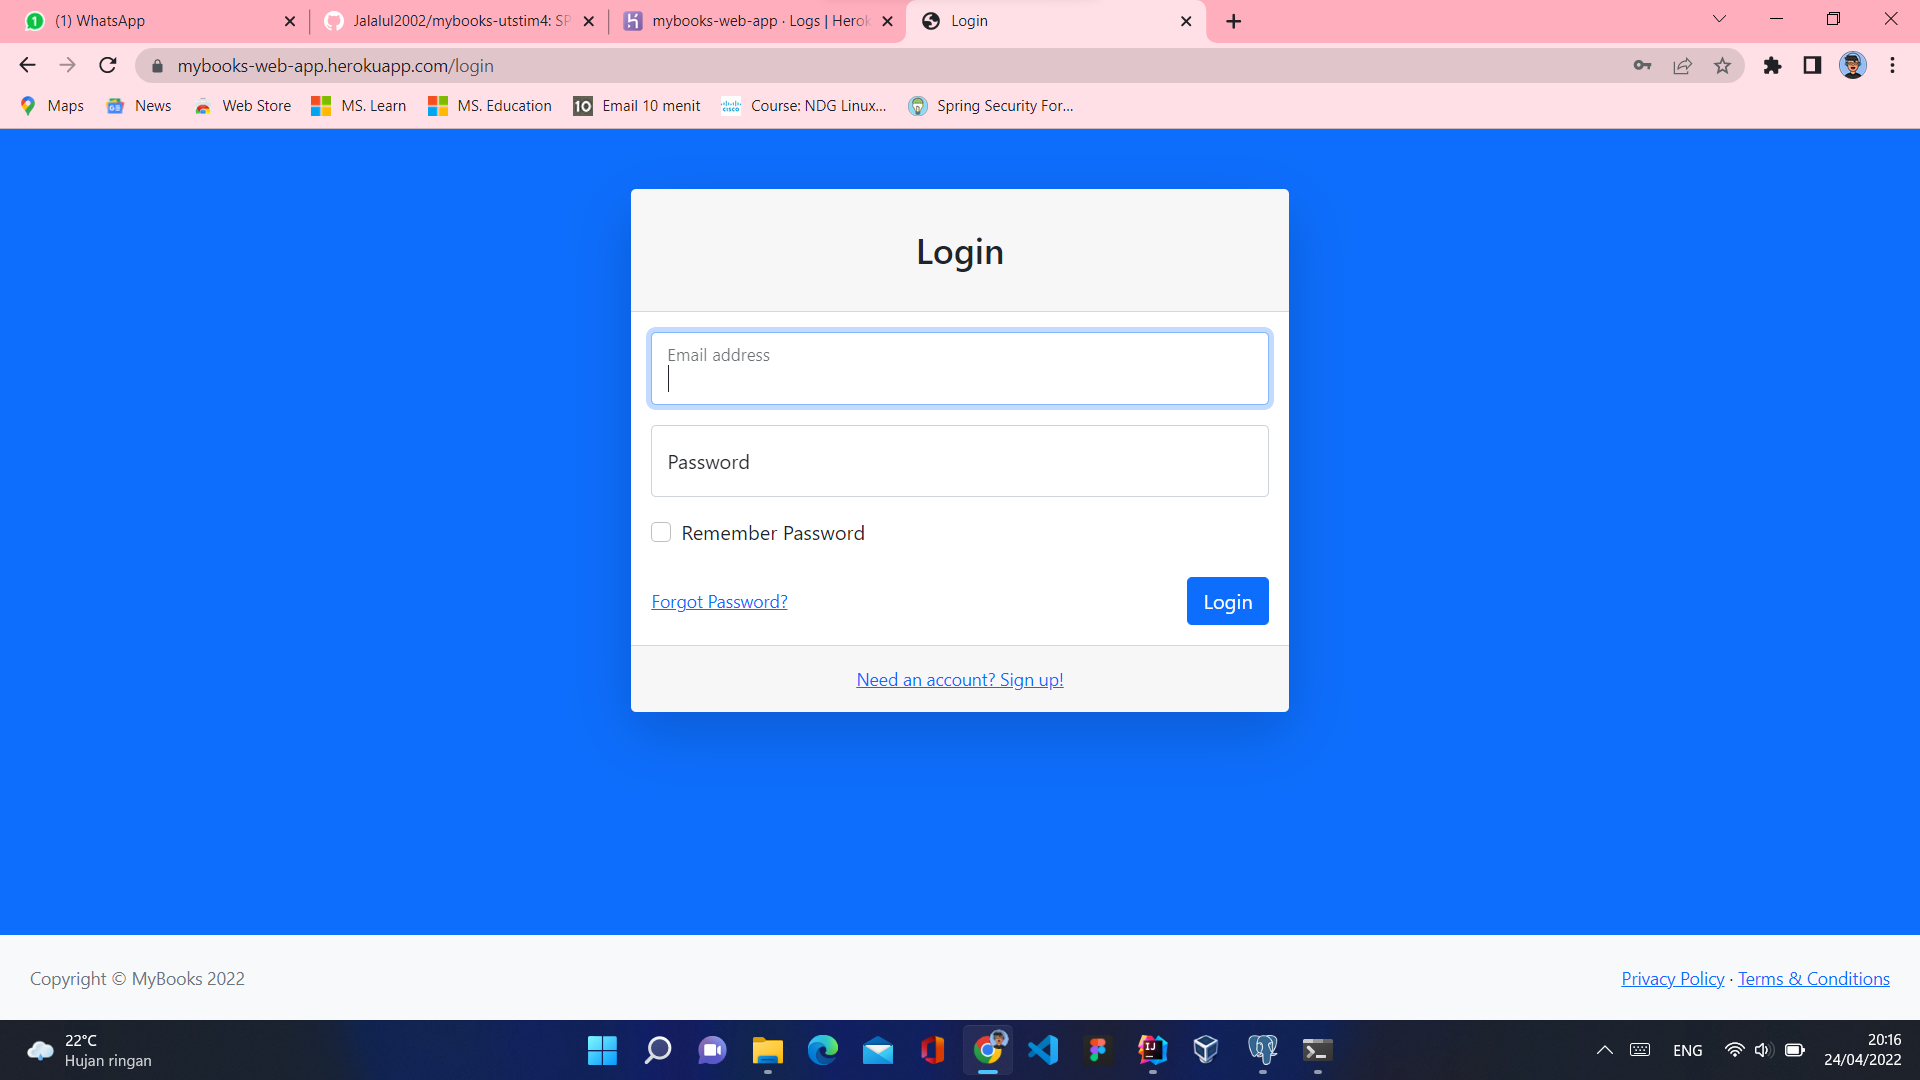 (1) WhatsApp
Jalalul2002/mybooks-utstim4: SP
mybooks-web-app · Logs | Herok
Login
mybooks-web-app.herokuapp.com/login
Maps
News
Web Store
MS. Learn
MS. Education
10 Email 10 menit
Course: NDG Linux...
Spring Security For...
Login
Email address
Password
Remember Password
Forgot Password?
Login
Need an account? Sign up!
Copyright © MyBooks 2022
Privacy Policy · Terms & Conditions
22°C
Hujan ringan
ENG
20:16
24/04/2022